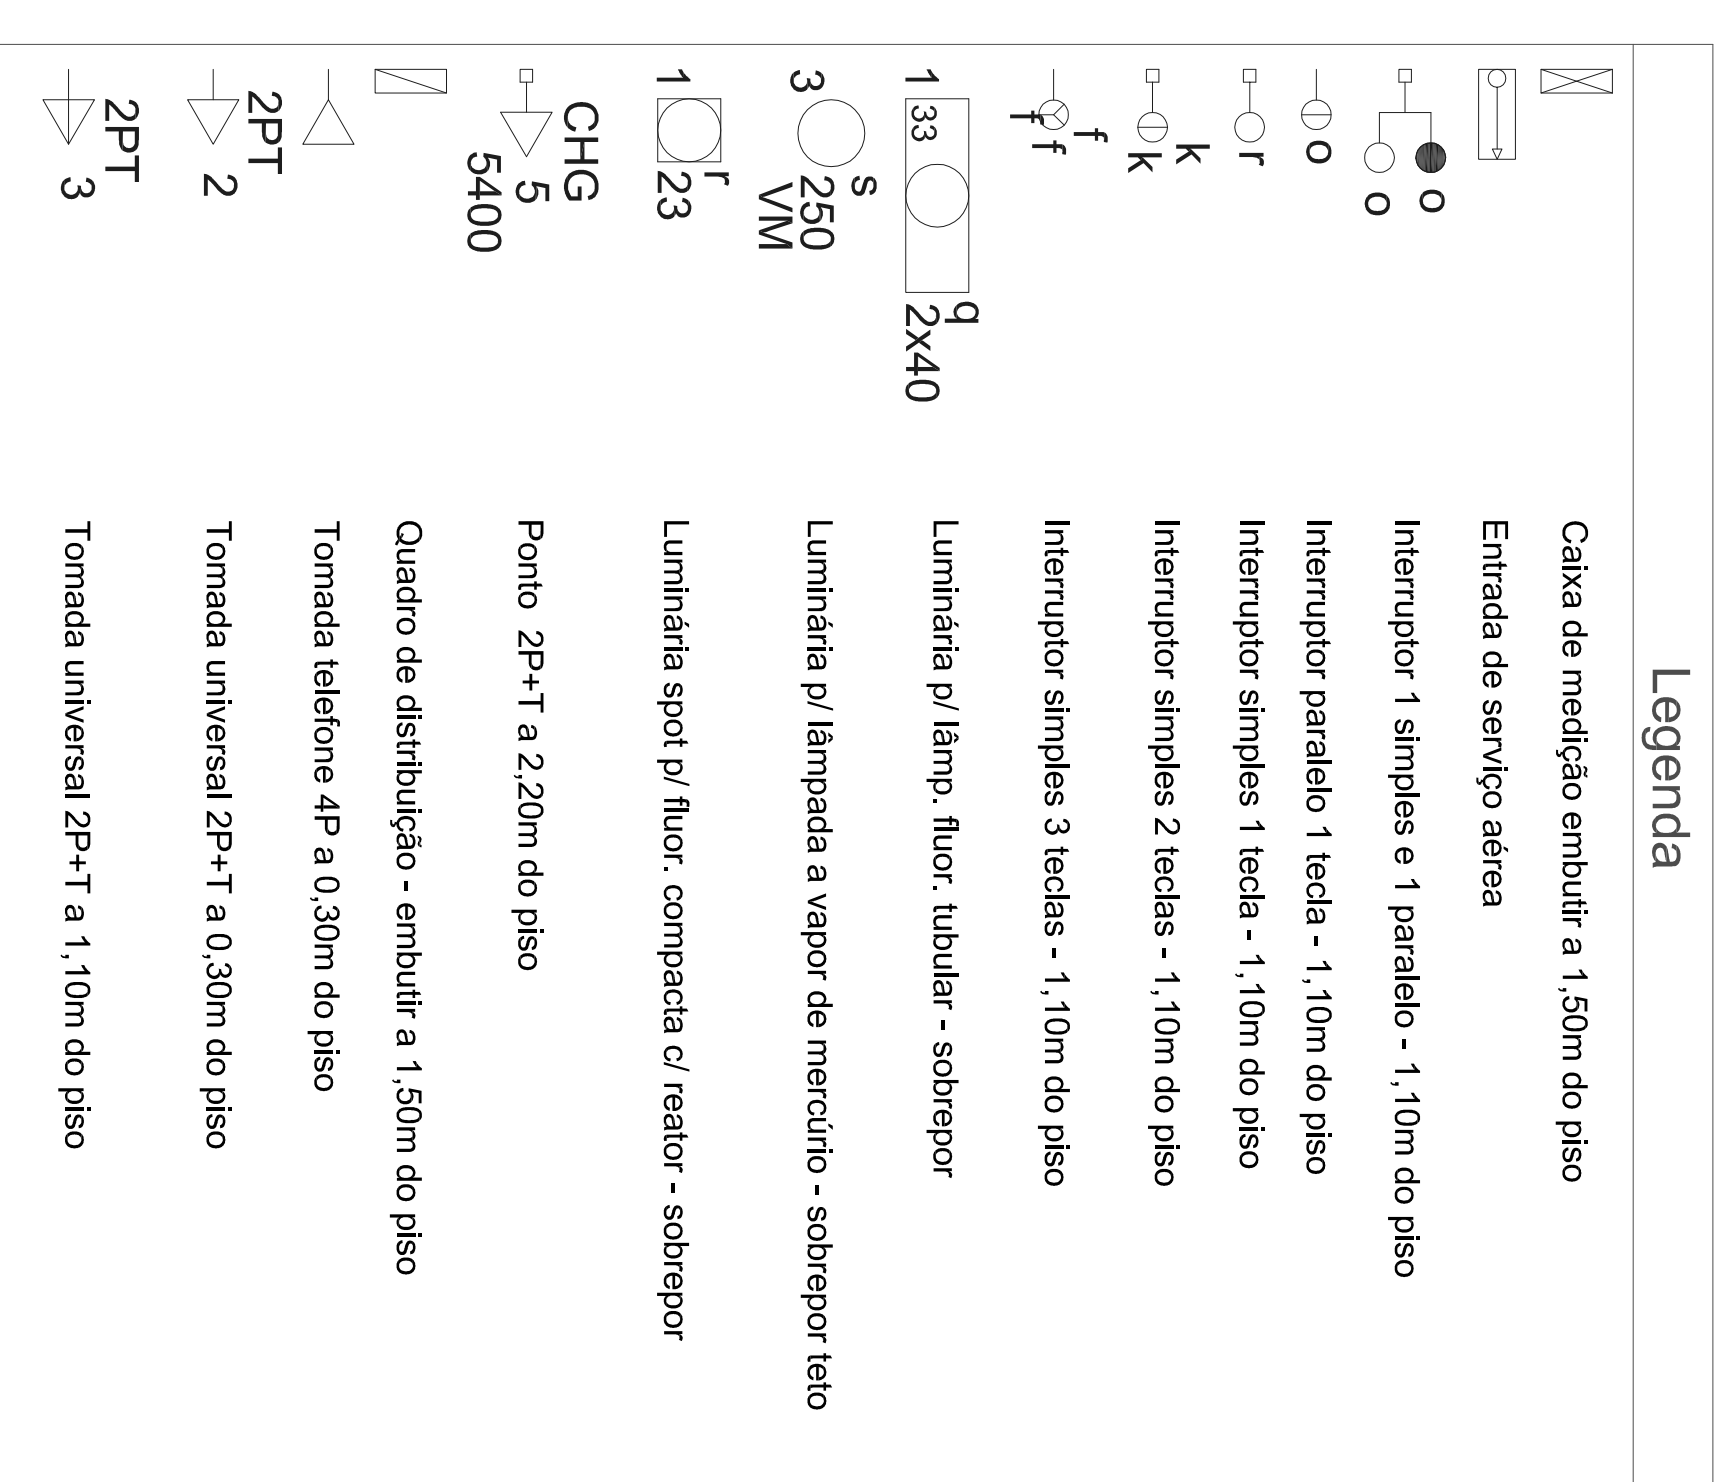 Legenda
Caixa de medição embutir a 1,50m do piso
Entrada de serviço aérea
o
o
Interruptor 1 simples e 1 paralelo - 1,10m do piso
o
Interruptor paralelo 1 tecla - 1,10m do piso
r
Interruptor simples 1 tecla - 1,10m do piso
k
k
Interruptor simples 2 teclas - 1,10m do piso
f
f
f
Interruptor simples 3 teclas - 1,10m do piso
q
1 33 2x40
Luminária p/ lâmp. fluor. tubular - sobrepor
s
3 250
VM
Luminária p/ lâmpada a vapor de mercúrio - sobrepor teto
r
1 23
Luminária spot p/ fluor. compacta c/ reator - sobrepor
CHG
5
5400
Ponto 2P+T a 2,20m do piso
Quadro de distribuição - embutir a 1,50m do piso
Tomada telefone 4P a 0,30m do piso
2PT
2
Tomada universal 2P+T a 0,30m do piso
2PT
3
Tomada universal 2P+T a 1,10m do piso